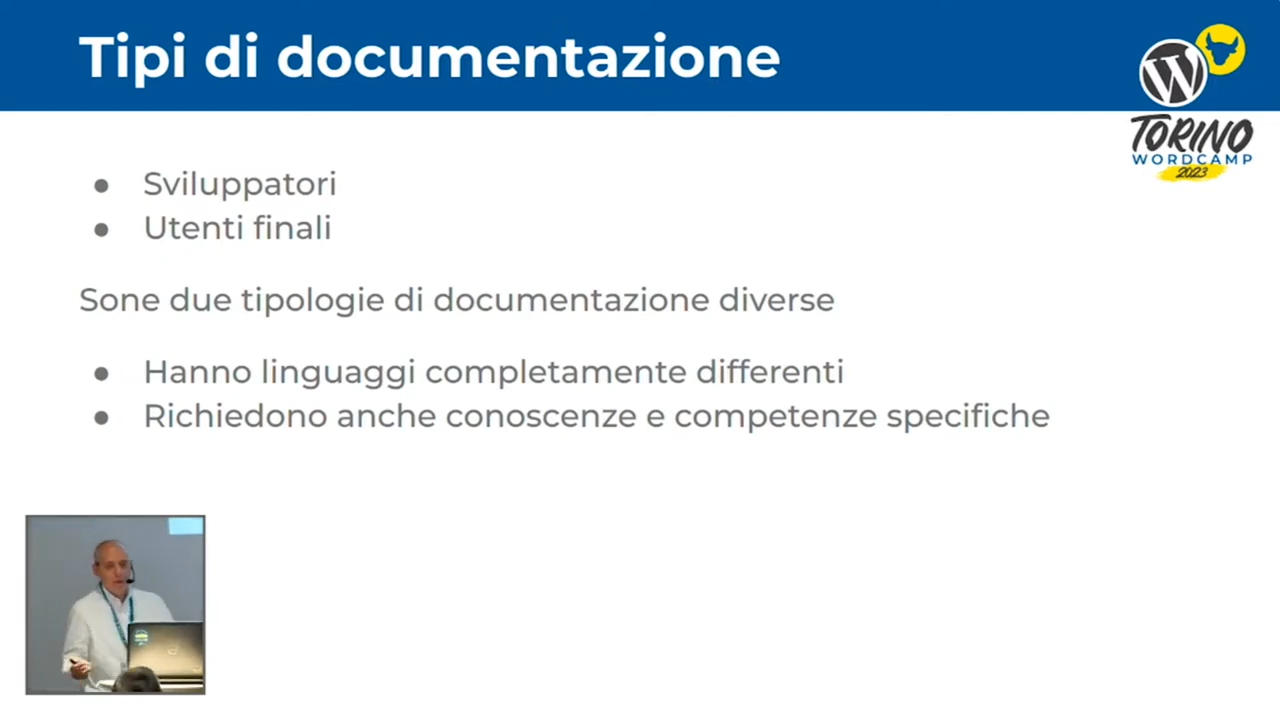 Tipi di documentazione
TORINO
WORDCAMP
2023
● Sviluppatori
● Utenti finali
Sone due tipologie di documentazione diverse
● Hanno linguaggi completamente differenti
● Richiedono anche conoscenze e competenze specifiche